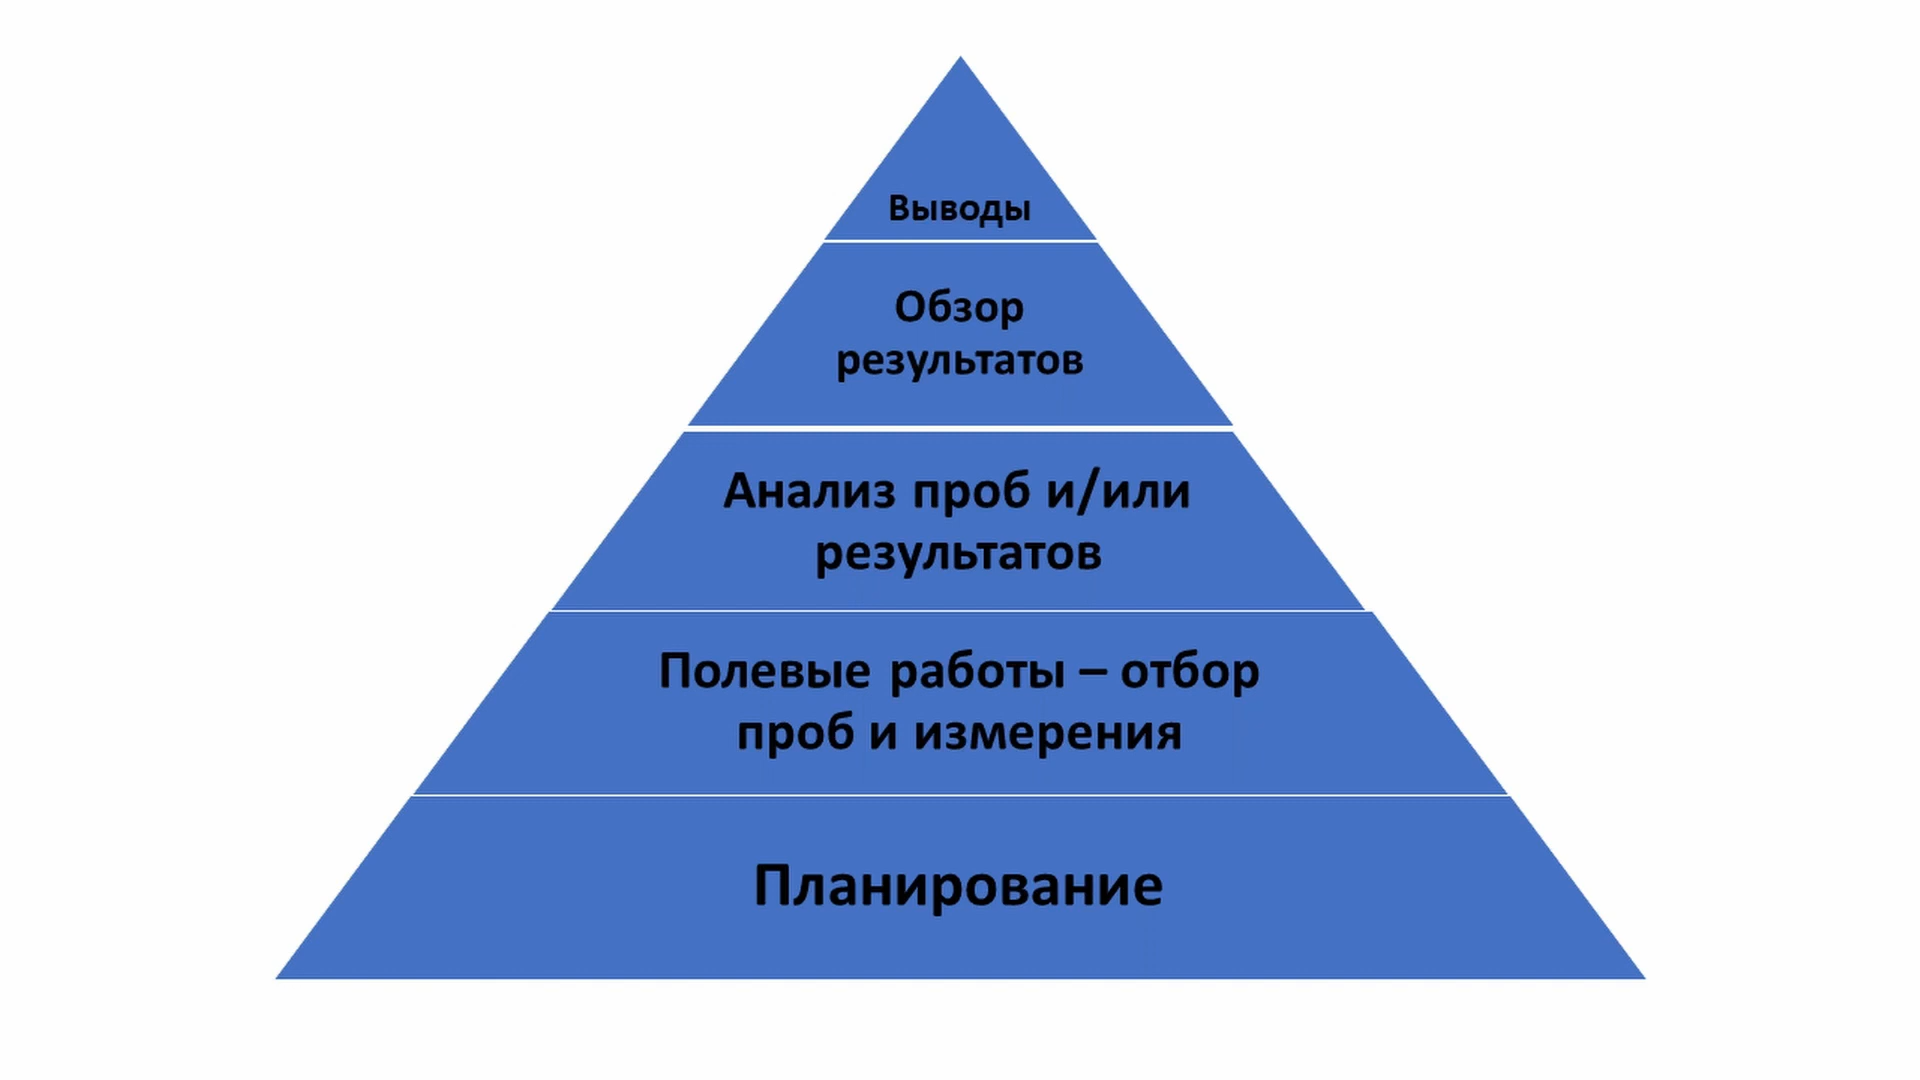 Выводы
Обзор
результатов
Анализ проб и/или
результатов
Полевые работы – отбор
проб и измерения
Планирование